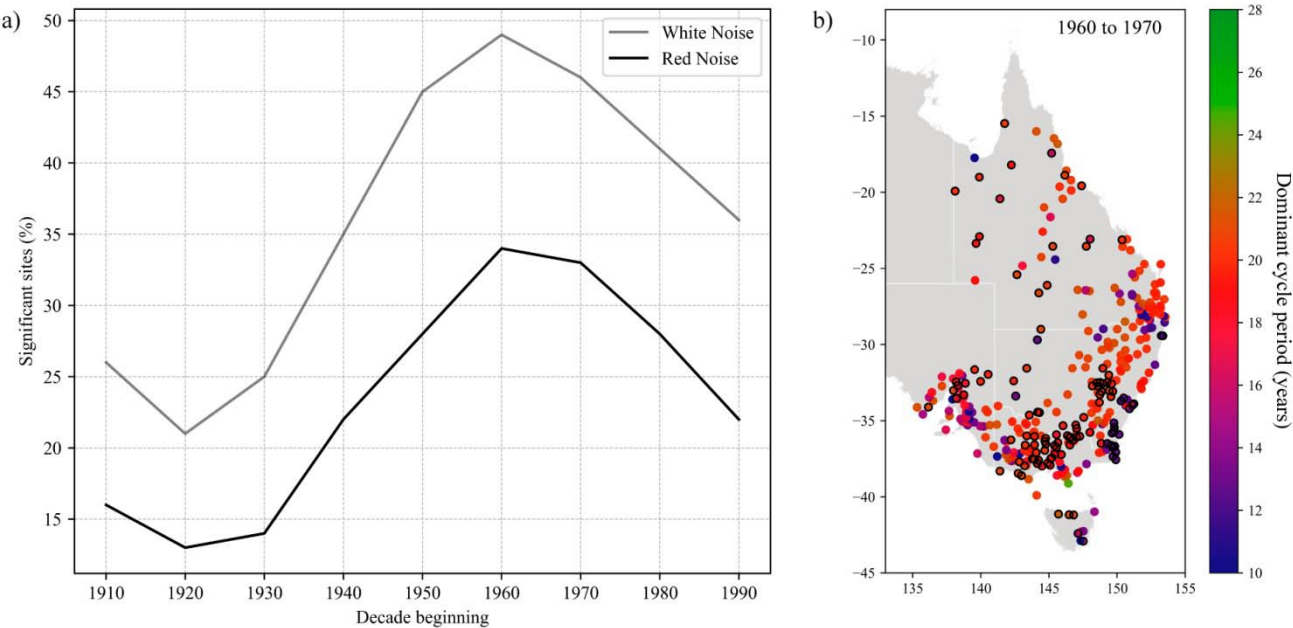 a)
50
45
40
35
30
25
20
15
Significant sites (%)
White Noise
Red Noise
1910 1920 1930 1940 1950 1960 1970 1980 1990
Decade beginning
b)
1960 to 1970
−10
−15
−20
−25
−30
−35
−40
−45
135 140 145 150 155
28
26
24
22
20
18
16
14
12
10
Dominant cycle period (years)